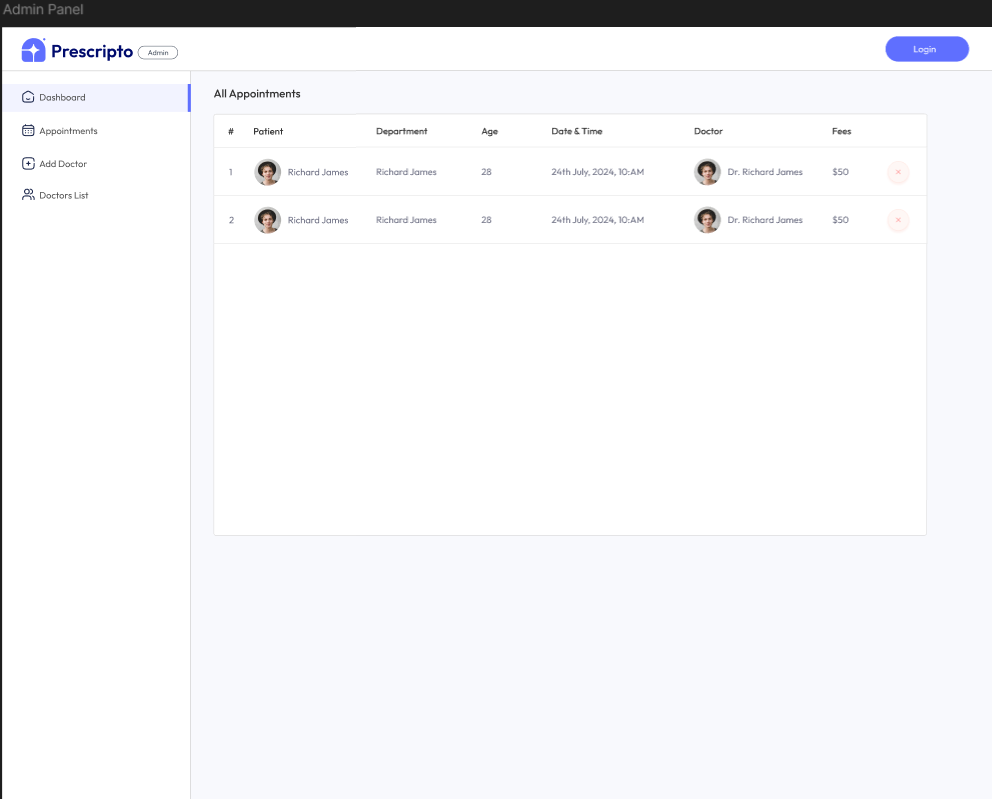 Admin Panel
Prescripto Admin
Login
Dashboard
Appointments
Add Doctor
Doctors List
All Appointments
# Patient Department Age Date & Time Doctor Fees
1 Richard James Richard James 28 24th July, 2024, 10:AM Dr. Richard James $50 ×
2 Richard James Richard James 28 24th July, 2024, 10:AM Dr. Richard James $50 ×